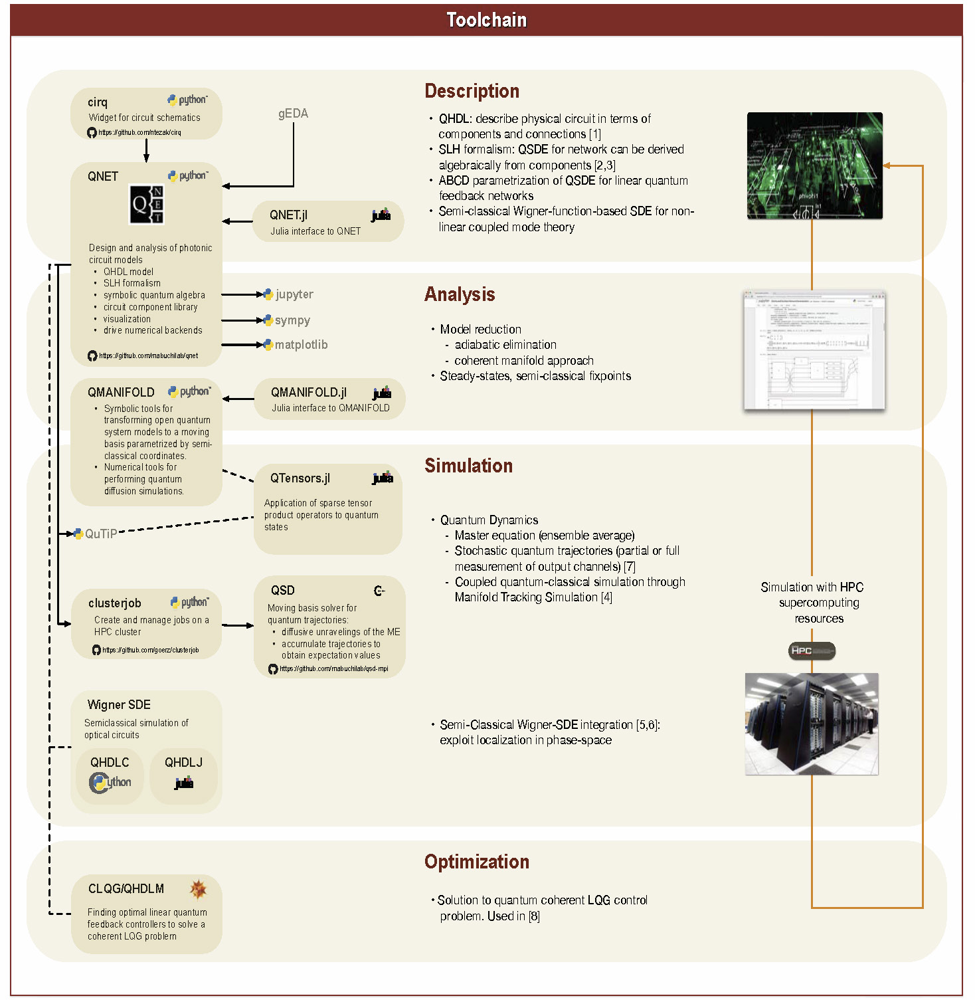 Toolchain
cirq
python
Widget for circuit schematics
https://github.com/ntezak/cirq
gEDA
QNET
python
Q NET
QNET.jl
julia
Julia interface to QNET
Design and analysis of photonic
circuit models
• QHDL model
• SLH formalism
• symbolic quantum algebra
• circuit component library
• visualization
• drive numerical backends
https://github.com/mabuchilab/qnet
jupyter
sympy
matplotlib
Description
• QHDL: describe physical circuit in terms of
components and connections [1]
• SLH formalism: QSDE for network can be derived
algebraically from components [2,3]
• ABCD parametrization of QSDE for linear quantum
feedback networks
• Semi-classical Wigner-function-based SDE for non-
linear coupled mode theory
Analysis
• Model reduction
- adiabatic elimination
- coherent manifold approach
• Steady-states, semi-classical fixpoints
QMANIFOLD
python
• Symbolic tools for
transforming open quantum
system models to a moving
basis parametrized by semi-
classical coordinates.
• Numerical tools for
performing quantum
diffusion simulations.
QMANIFOLD.jl
julia
Julia interface to QMANIFOLD
QTensors.jl
julia
Application of sparse tensor
product operators to quantum
states
QuTiP
Simulation
• Quantum Dynamics
- Master equation (ensemble average)
- Stochastic quantum trajectories (partial or full
measurement of output channels) [7]
- Coupled quantum-classical simulation through
Manifold Tracking Simulation [4]
clusterjob
python
Create and manage jobs on a
HPC cluster
https://github.com/goerz/clusterjob
QSD
C++
Moving basis solver for
quantum trajectories:
• diffusive unravelings of the ME
• accumulate trajectories to
obtain expectation values
https://github.com/mabuchilab/qsd-mpi
Simulation with HPC
supercomputing
resources
HPC
Wigner SDE
Semiclassical simulation of
optical circuits
QHDLC
Cython
QHDLJ
julia
• Semi-Classical Wigner-SDE integration [5,6]:
exploit localization in phase-space
Optimization
CLQG/QHDLM
Finding optimal linear quantum
feedback controllers to solve a
coherent LQG problem
• Solution to quantum coherent LQG control
problem. Used in [8]